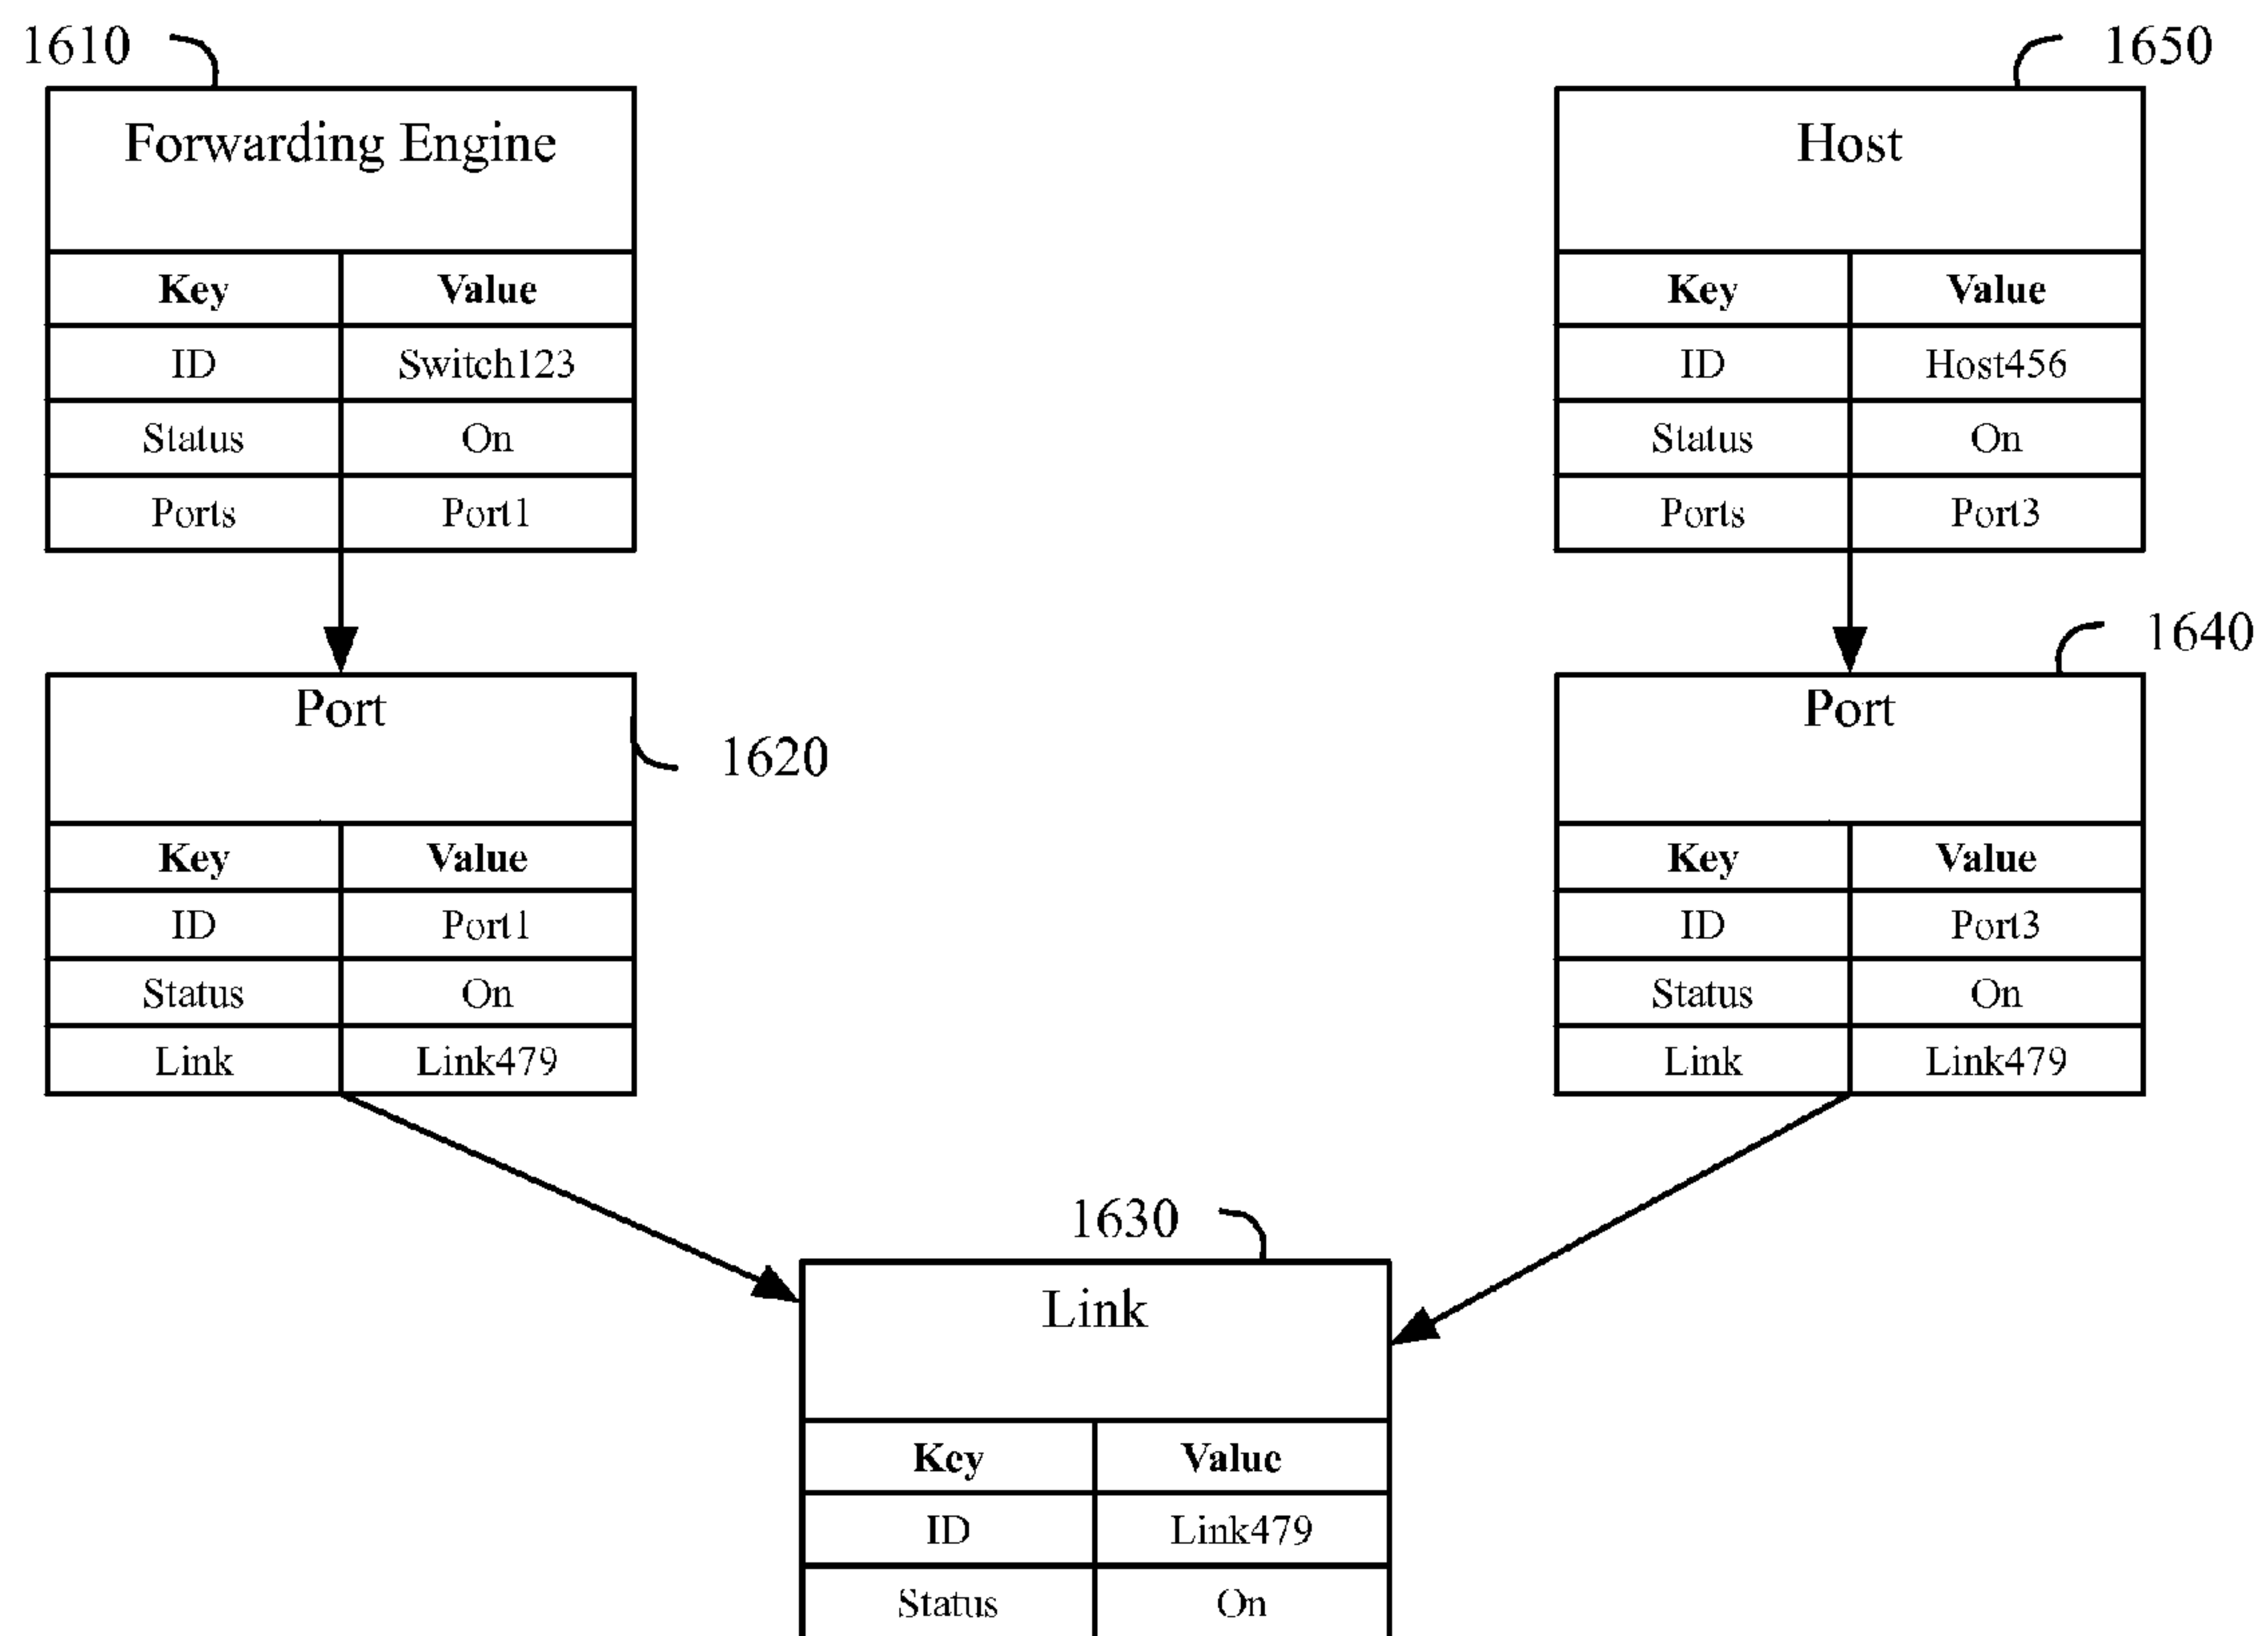 1610
Forwarding Engine
Key Value
ID Switch123
Status On
Ports Port1
1650
Host
Key Value
ID Host456
Status On
Ports Port3
1620
Port
Key Value
ID Port1
Status On
Link Link479
1640
Port
Key Value
ID Port3
Status On
Link Link479
1630
Link
Key Value
ID Link479
Status On